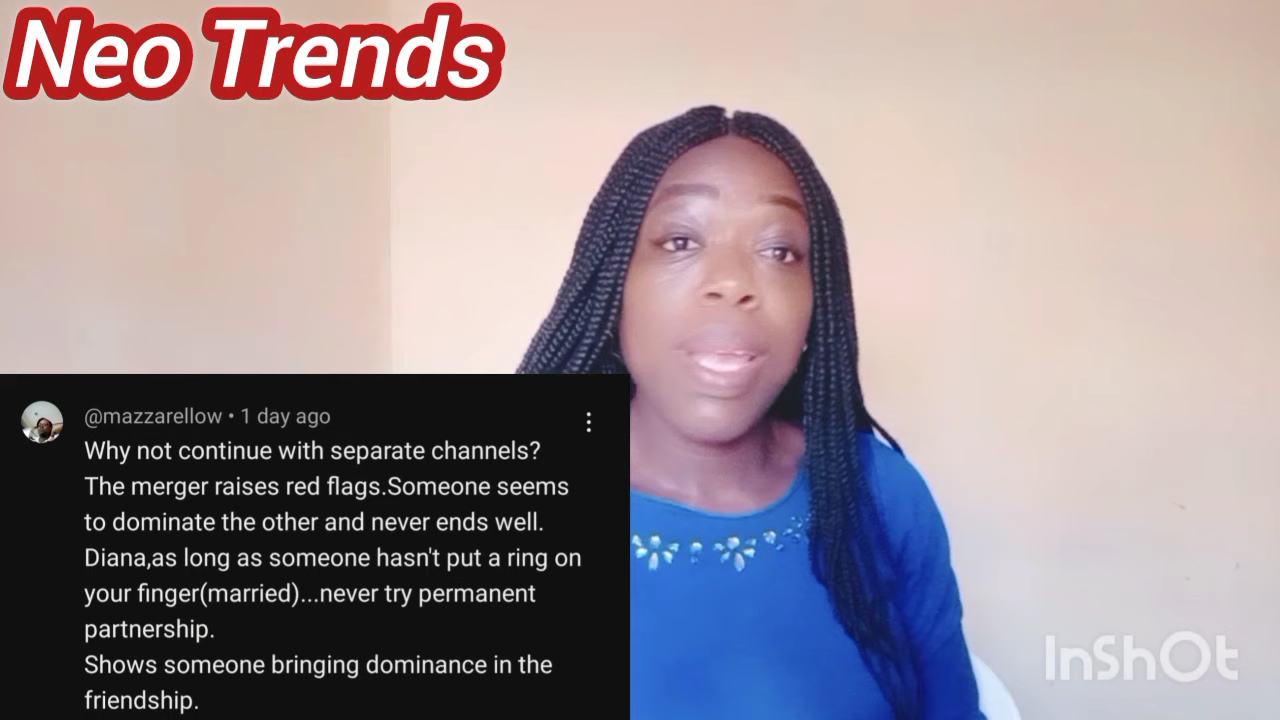 Neo Trends
@mazzarellow • 1 day ago
Why not continue with separate channels?
The merger raises red flags.Someone seems
to dominate the other and never ends well.
Diana,as long as someone hasn't put a ring on
your finger(married)...never try permanent
partnership.
Shows someone bringing dominance in the
friendship.
InShOt